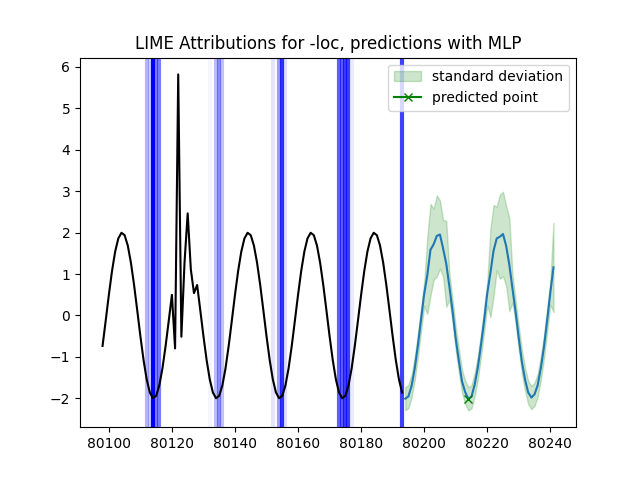 LIME Attributions for -loc, predictions with MLP
standard deviation
predicted point
6
5
4
3
2
1
0
−1
−2
80100 80120 80140 80160 80180 80200 80220 80240